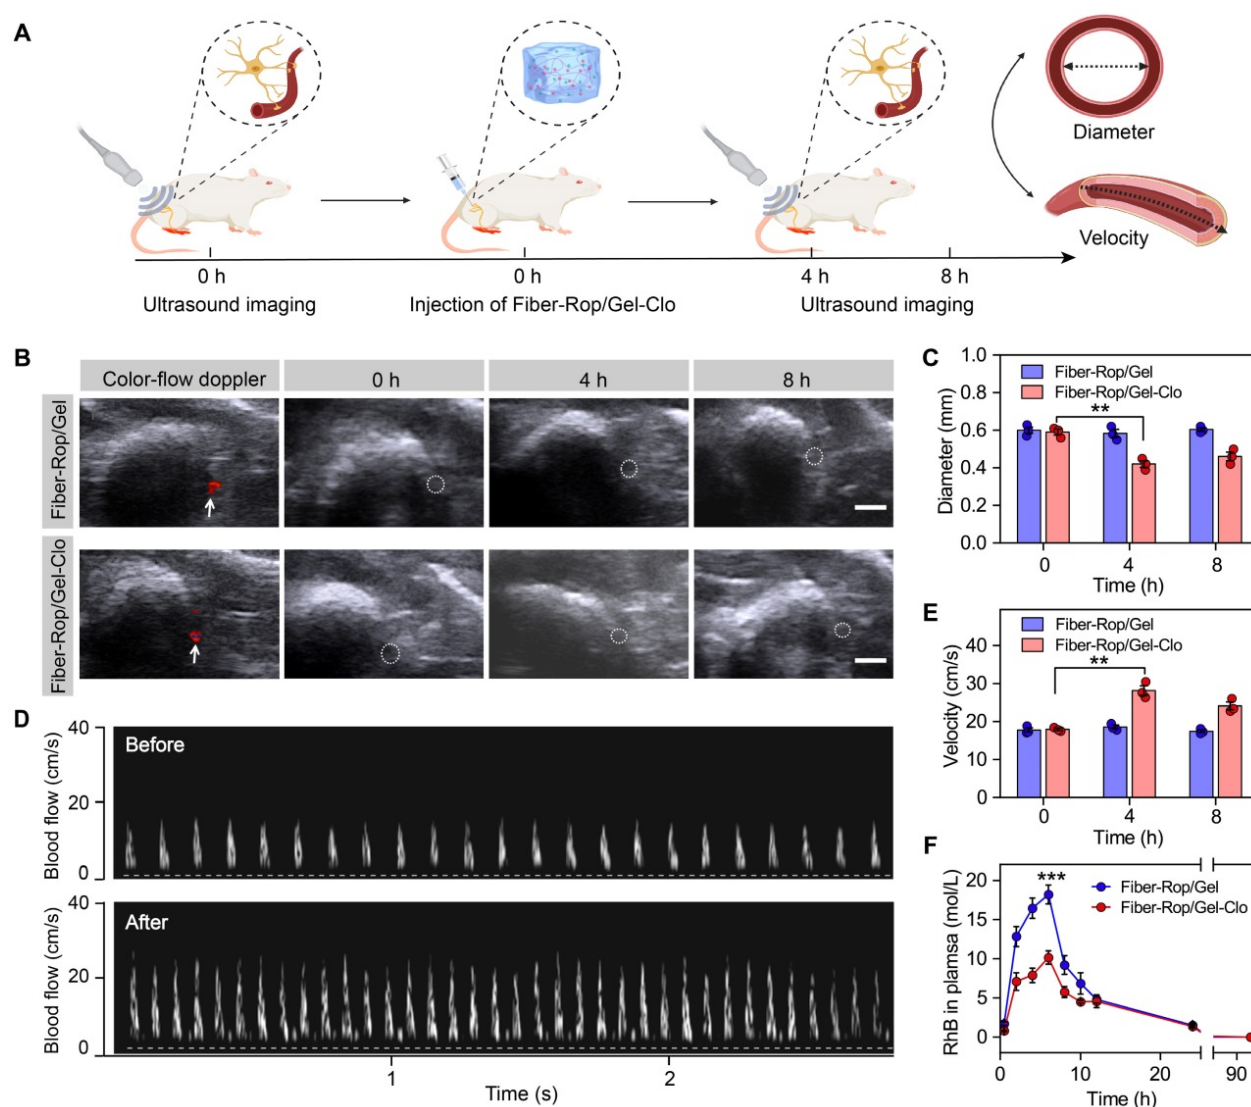 A
Diameter
Velocity
0 h
0 h
4 h
8 h
Ultrasound imaging
Injection of Fiber-Rop/Gel-Clo
Ultrasound imaging
B
Color-flow doppler
0 h
4 h
8 h
Fiber-Rop/Gel
Fiber-Rop/Gel-Clo
C
Diameter (mm)
1.0
0.8
0.6
0.4
0.2
0.0
Fiber-Rop/Gel
Fiber-Rop/Gel-Clo
**
0
4
8
Time (h)
D
Blood flow (cm/s)
40
20
0
Before
Blood flow (cm/s)
40
20
0
After
1
2
Time (s)
E
Velocity (cm/s)
40
30
20
10
0
Fiber-Rop/Gel
Fiber-Rop/Gel-Clo
**
0
4
8
Time (h)
F
RhB in plamsa (mol/L)
20
15
10
5
0
***
Fiber-Rop/Gel
Fiber-Rop/Gel-Clo
0
10
20
90
Time (h)